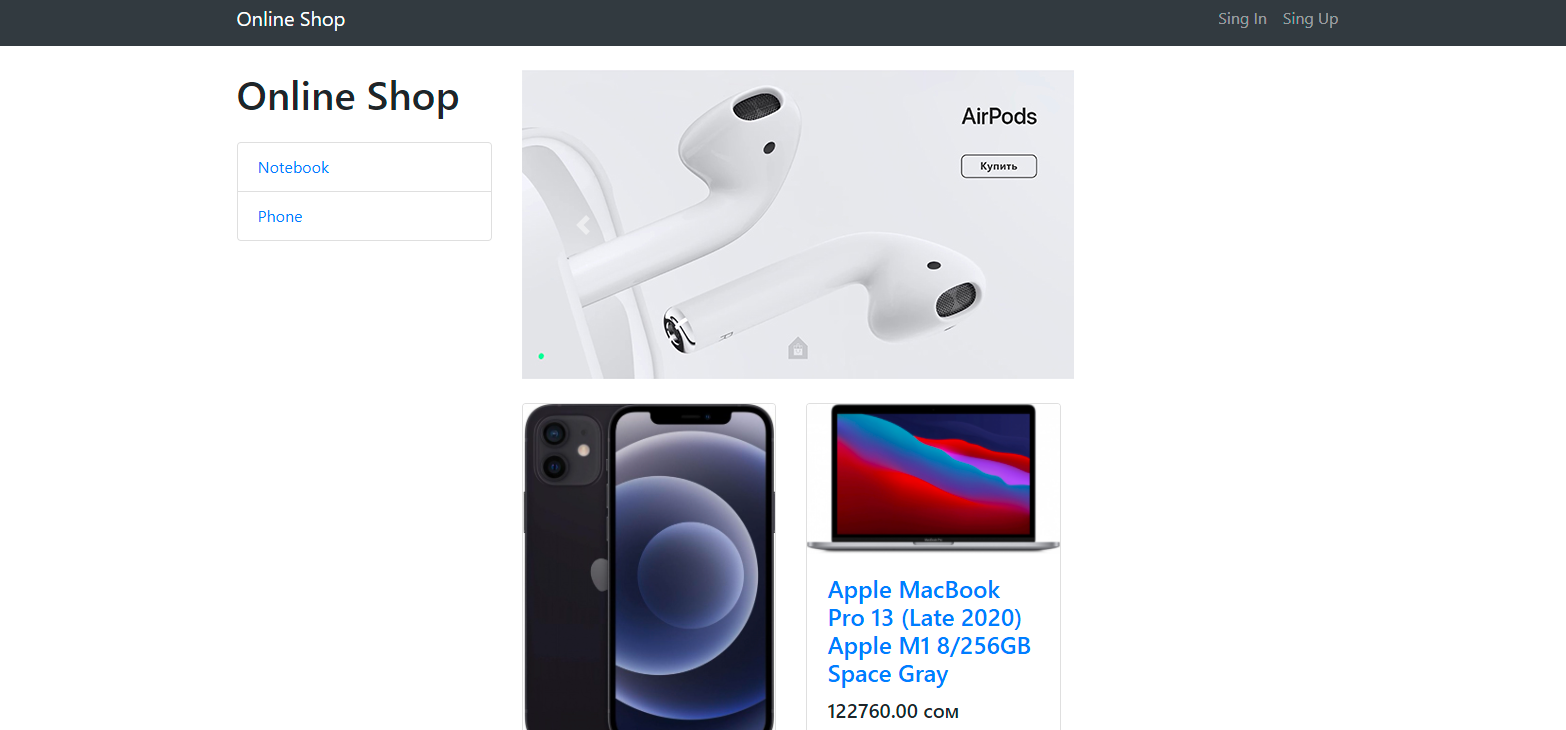 Online Shop
Sing In
Sing Up
Online Shop
Notebook
Phone
AirPods
Купить
Apple MacBook
Pro 13 (Late 2020)
Apple M1 8/256GB
Space Gray
122760.00 сом